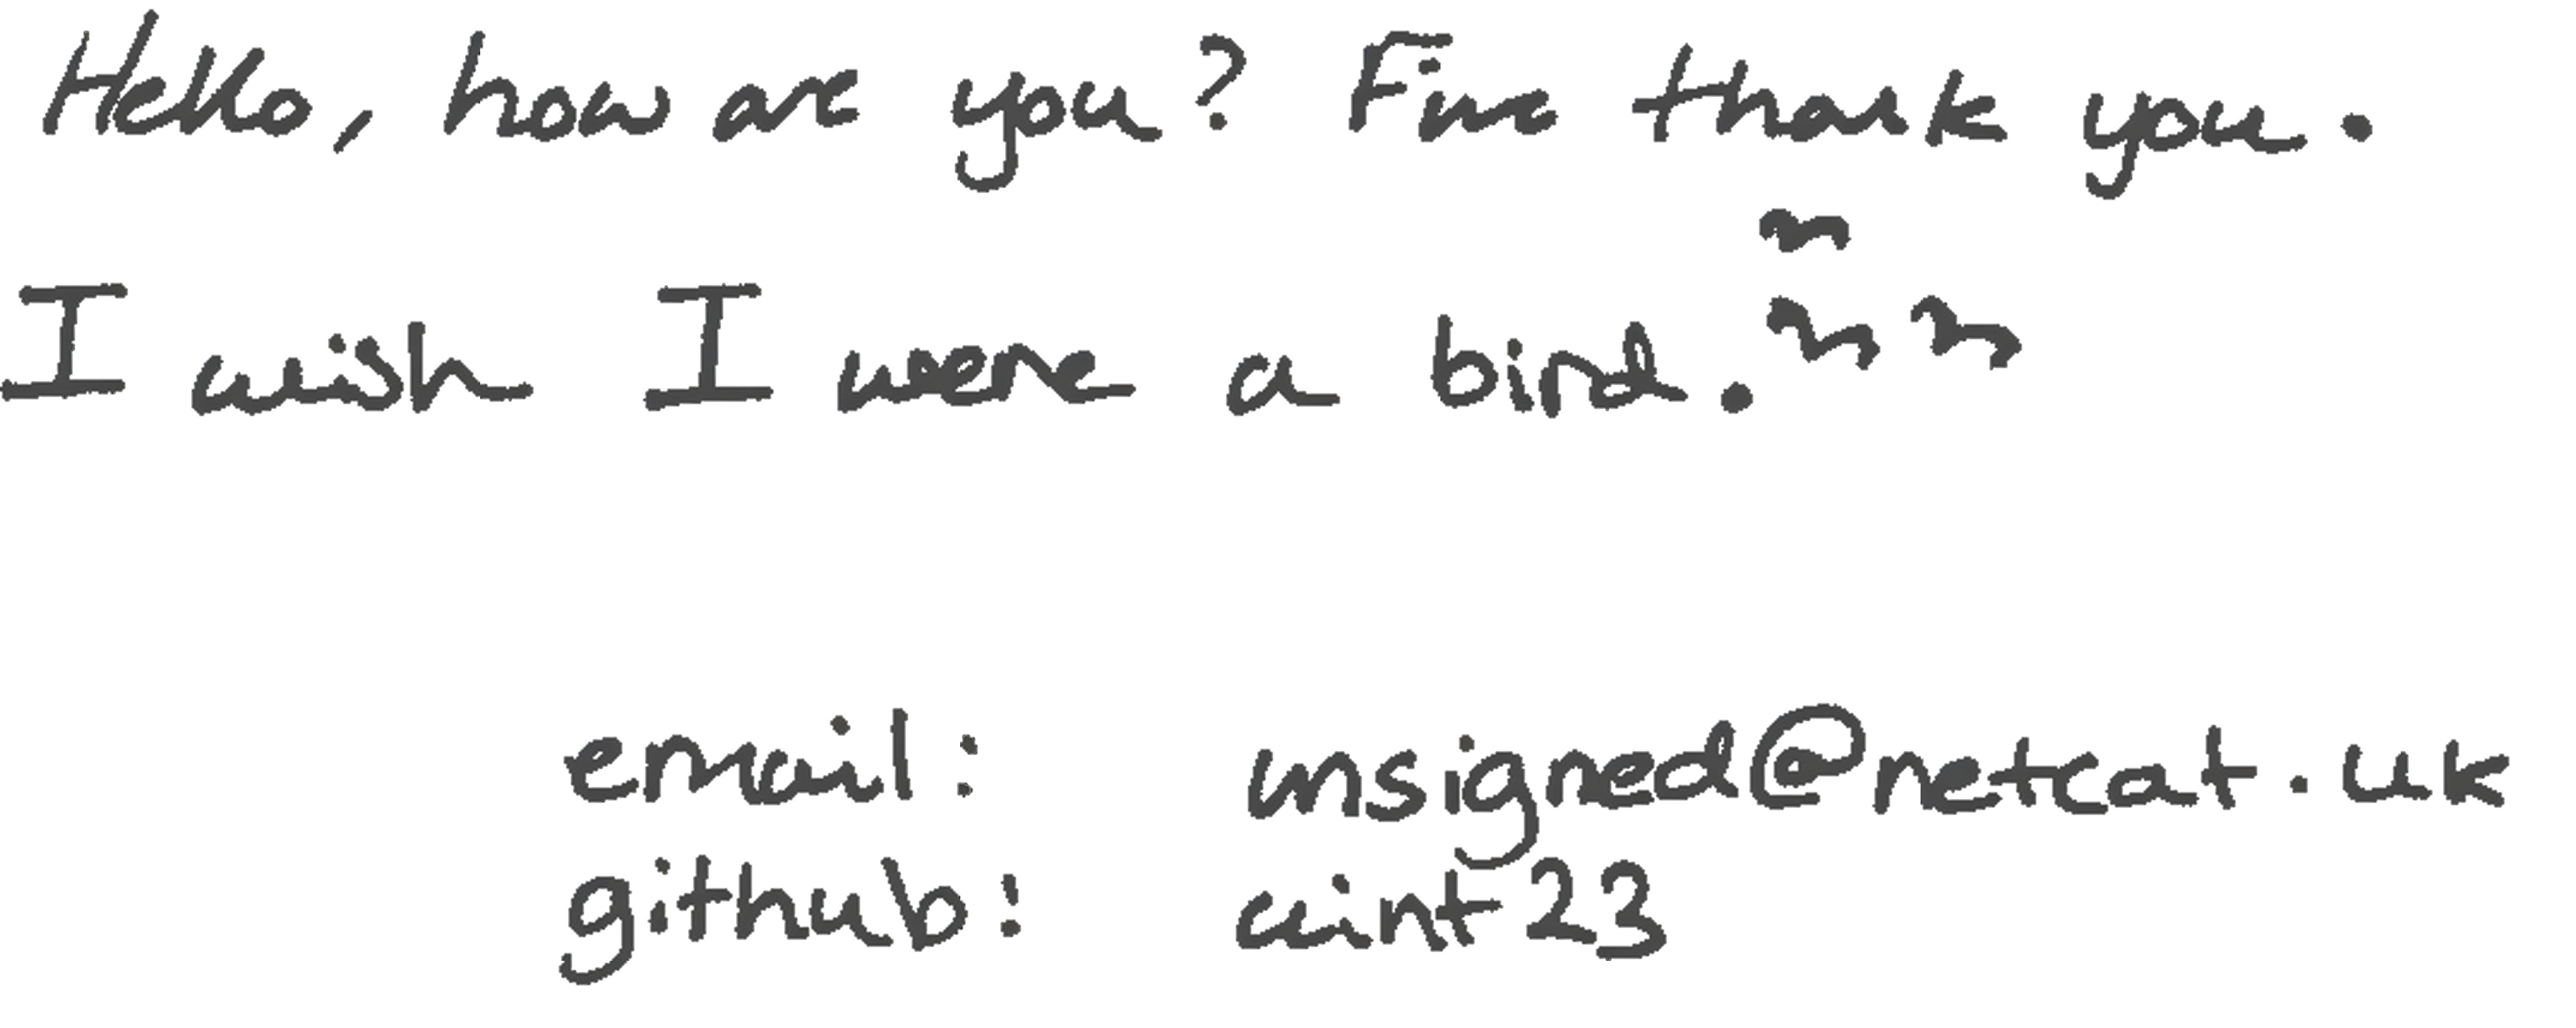 Hello, how are you? Fine thank you.
I wish I were a bird.
email: unsigned@netcat.uk
github: uint23